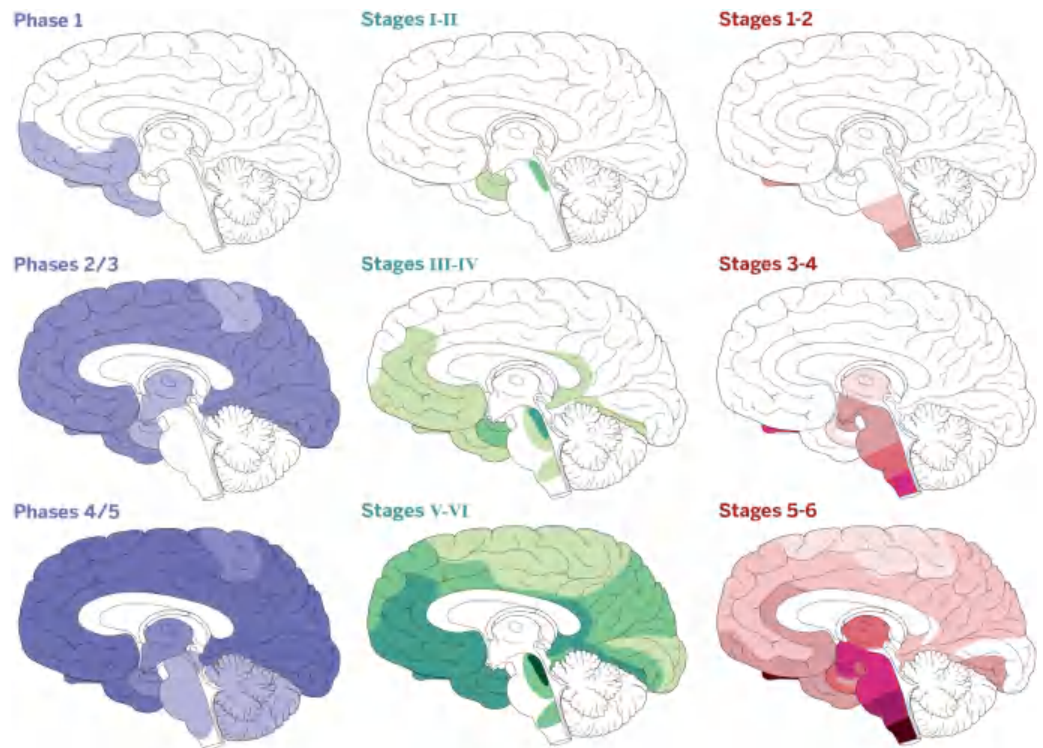 Phase 1
Stages I-II
Stages 1-2
Phases 2/3
Stages III-IV
Stages 3-4
Phases 4/5
Stages V-VI
Stages 5-6